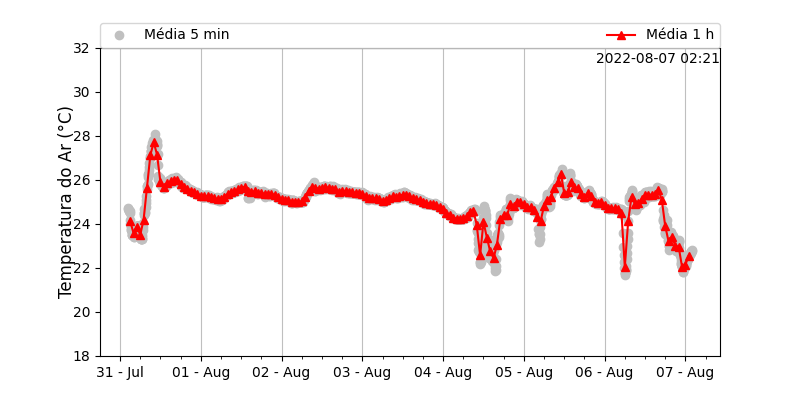 Média 5 min
Média 1 h
2022-08-07 02:21
Temperatura do Ar (°C)
32
30
28
26
24
22
20
18
31 - Jul
01 - Aug
02 - Aug
03 - Aug
04 - Aug
05 - Aug
06 - Aug
07 - Aug